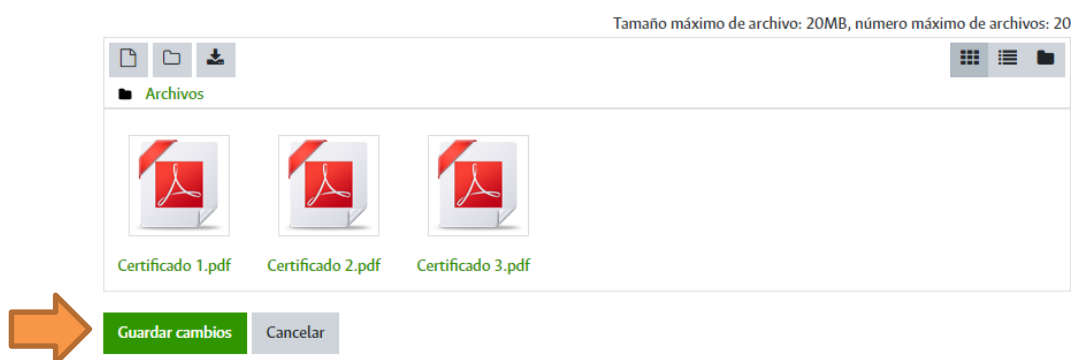 Tamaño máximo de archivo: 20MB, número máximo de archivos: 20
Archivos
Certificado 1.pdf Certificado 2.pdf Certificado 3.pdf
Guardar cambios Cancelar